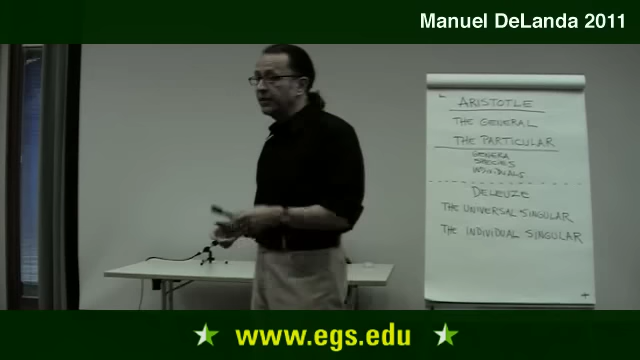 Manuel DeLanda 2011
ARISTOTLE
THE GENERAL
THE PARTICULAR
GENERA
SPECIES
INDIVIDUALS
DELEUZE
THE UNIVERSAL SINGULAR
THE INDIVIDUAL SINGULAR
www.egs.edu